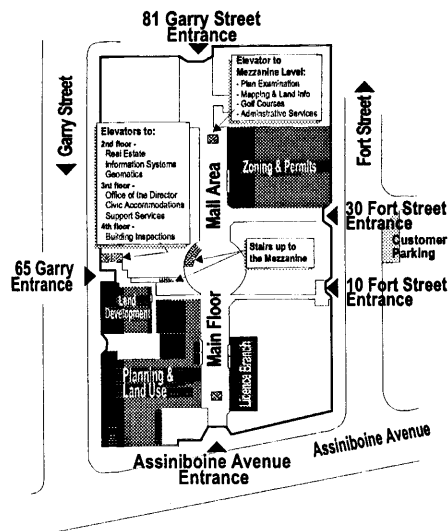 81 Garry Street
Entrance
Garry Street
Fort Street
Elevator to
Mezzanine Level:
- Plan Examination
- Mapping & Land Info
- Golf Courses
- Adminstrative Services
Elevators to:
2nd floor -
Real Estate
Information Systems
Geomatics
3rd floor -
Office of the Director
Civic Accommodations
Support Services
4th floor -
Building Inspections
Zoning & Permits
Mall Area
30 Fort Street
Entrance
Customer
Parking
Stairs up to
the Mezzanine
65 Garry
Entrance
10 Fort Street
Entrance
Land
Development
Main Floor
Planning &
Land Use
Licence Branch
Assiniboine Avenue
Entrance
Assiniboine Avenue